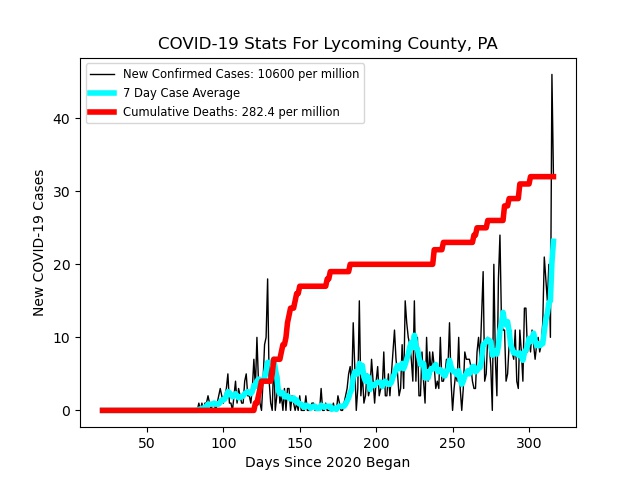 COVID-19 Stats For Lycoming County, PA
New Confirmed Cases: 10600 per million
7 Day Case Average
Cumulative Deaths: 282.4 per million
New COVID-19 Cases
40
30
20
10
0
50 100 150 200 250 300
Days Since 2020 Began